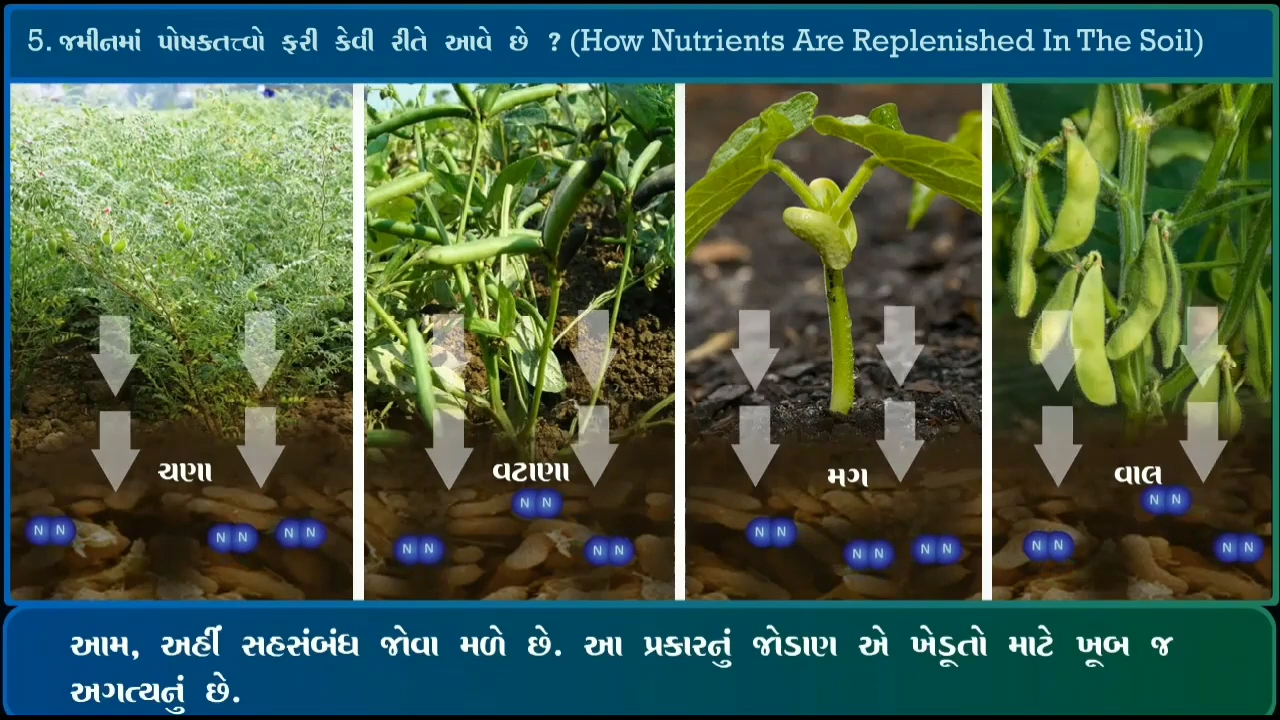 5. જમીનમાં પોષકતત્ત્વો ફરી કેવી રીતે આવે છે ? (How Nutrients Are Replenished In The Soil)
ચણા વટાણા મગ વાલ
N N N N N N
N N N N N N
N N N N N N
N N N N N N
આમ, અહીં સહસંબંધ જોવા મળે છે. આ પ્રકારનું જોડાણ એ ખેડૂતો માટે ખૂબ જ
અગત્યનું છે.